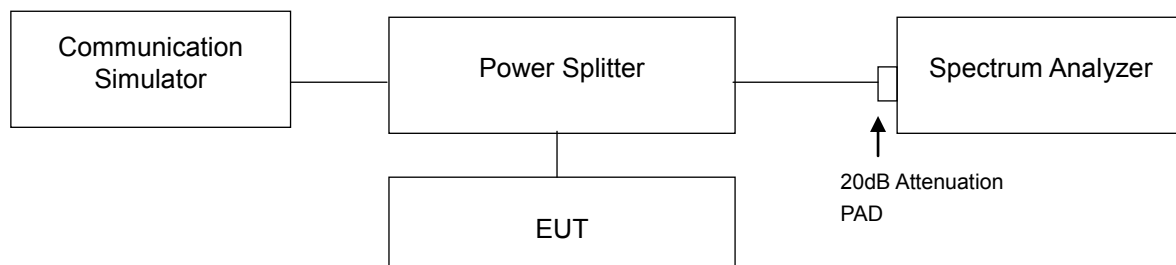 Communication
Simulator
Power Splitter
Spectrum Analyzer
20dB Attenuation
PAD
EUT